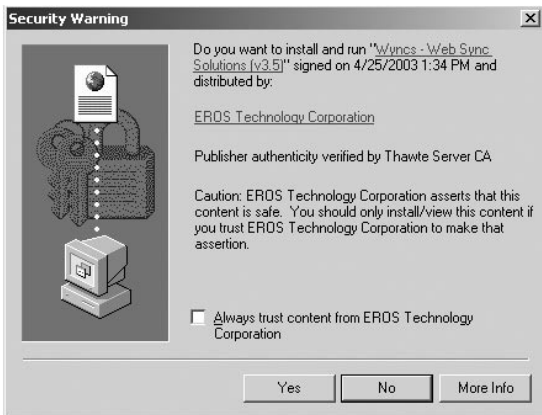 Security Warning
Do you want to install and run "Wyncs - Web Sync
Solutions (v3.5)" signed on 4/25/2003 1:34 PM and
distributed by:
EROS Technology Corporation
Publisher authenticity verified by Thawte Server CA
Caution: EROS Technology Corporation asserts that this
content is safe. You should only install/view this content if
you trust EROS Technology Corporation to make that
assertion.
Always trust content from EROS Technology
Corporation
Yes
No
More Info